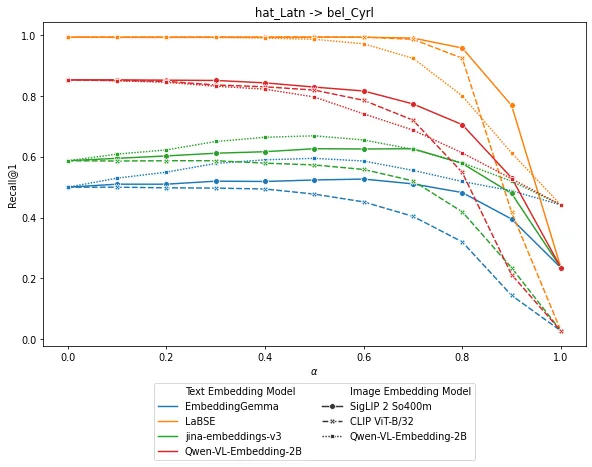 hat_Latn -> bel_Cyrl
Recall@1
1.0
0.8
0.6
0.4
0.2
0.0
0.0 0.2 0.4 0.6 0.8 1.0
α
Text Embedding Model Image Embedding Model
EmbeddingGemma SigLIP 2 So400m
LaBSE CLIP ViT-B/32
jina-embeddings-v3 Qwen-VL-Embedding-2B
Qwen-VL-Embedding-2B